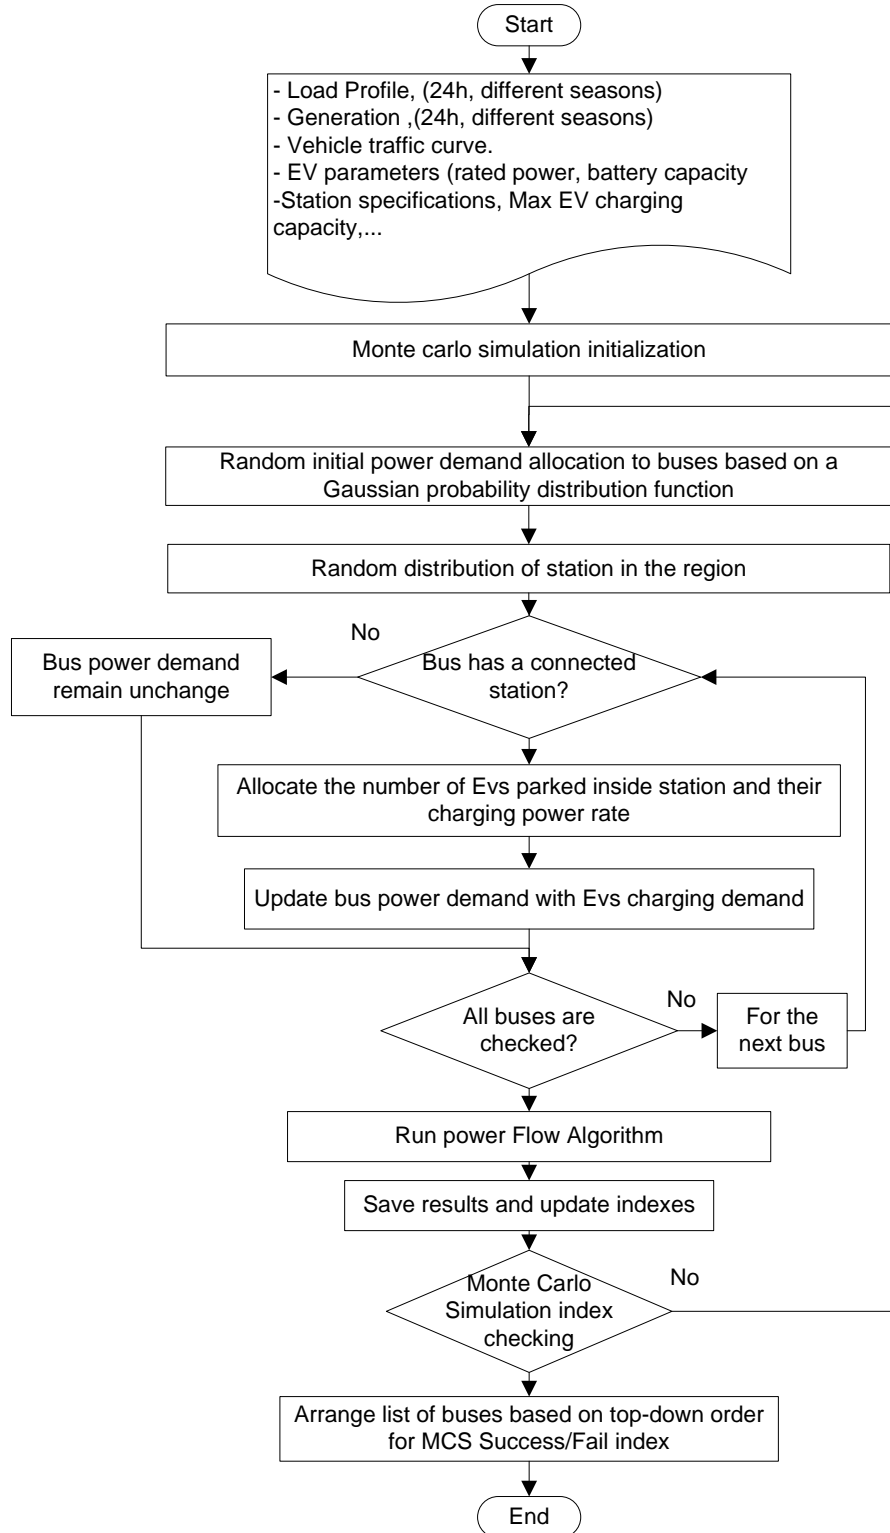 Start
- Load Profile, (24h, different seasons)
- Generation ,(24h, different seasons)
- Vehicle traffic curve.
- EV parameters (rated power, battery capacity
-Station specifications, Max EV charging
capacity,...
Monte carlo simulation initialization
Random initial power demand allocation to buses based on a
Gaussian probability distribution function
Random distribution of station in the region
No
Bus has a connected
station?
Bus power demand
remain unchange
Allocate the number of Evs parked inside station and their
charging power rate
Update bus power demand with Evs charging demand
All buses are
checked?
No
For the
next bus
Run power Flow Algorithm
Save results and update indexes
Monte Carlo
Simulation index
checking
No
Arrange list of buses based on top-down order
for MCS Success/Fail index
End